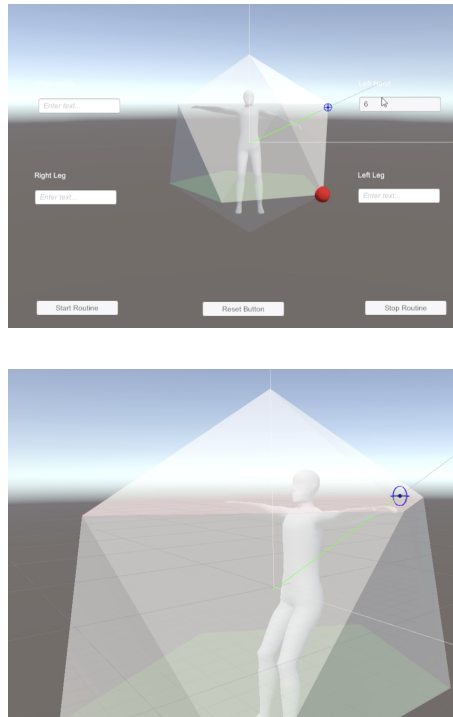 Left Hand
Enter text...
6
Right Leg
Left Leg
Enter text...
Enter text...
Start Routine
Reset Button
Stop Routine